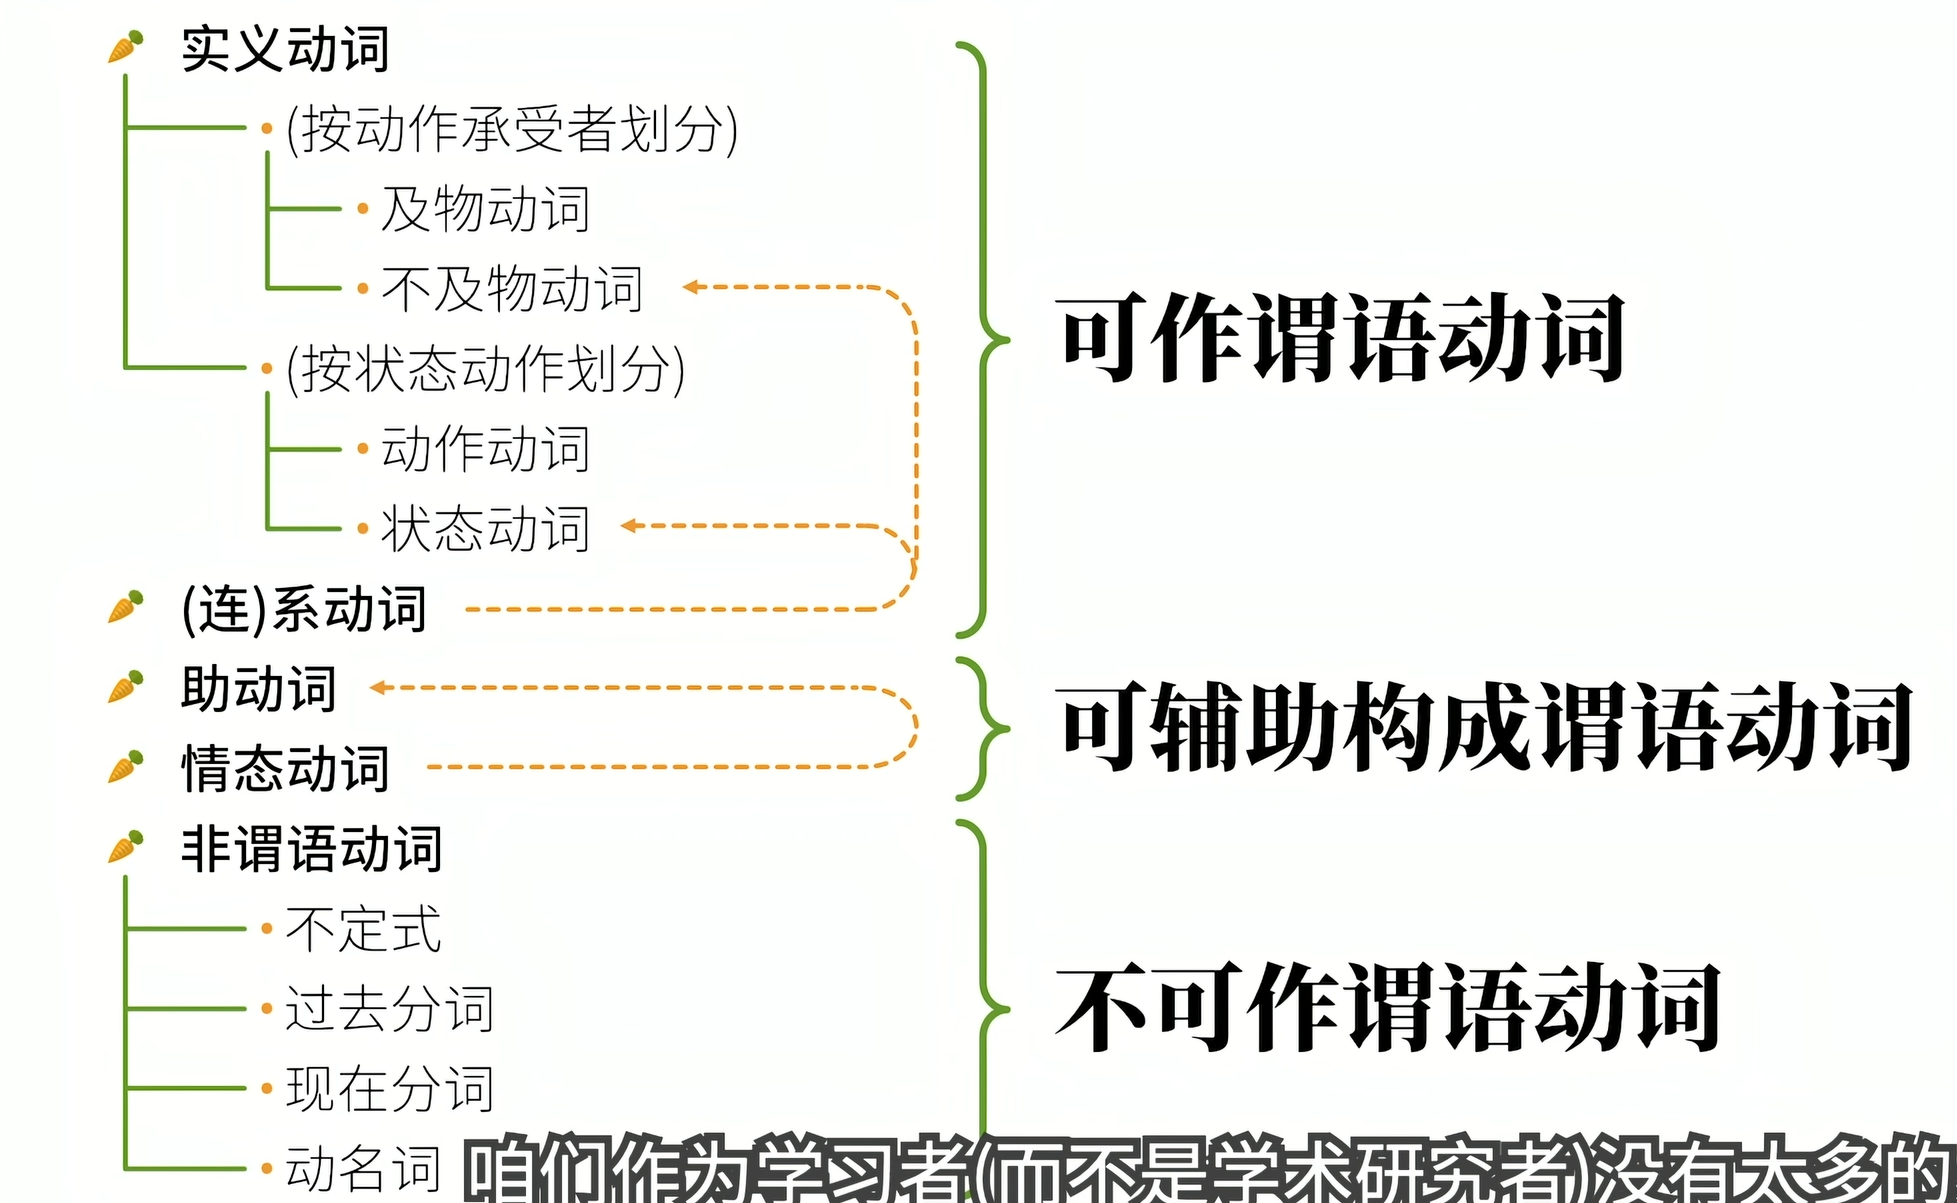 实义动词
(按动作承受者划分)
及物动词
不及物动词
(按状态动作划分)
动作动词
状态动词
(连)系动词
可作谓语动词
助动词
情态动词
可辅助构成谓语动词
非谓语动词
不定式
过去分词
现在分词
动名词
不可作谓语动词
咱们作为学习者(而不是学术研究者)没有太多的